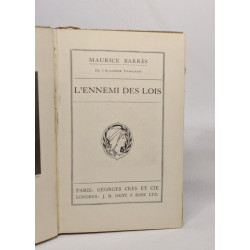 MAURICE BARRÈS
DE L'ACADÉMIE FRANÇAISE
L'ENNEMI DES LOIS
PARIS: GEORGES CRÈS ET CIE
LONDRES: J. M. DENT & SONS LTD.